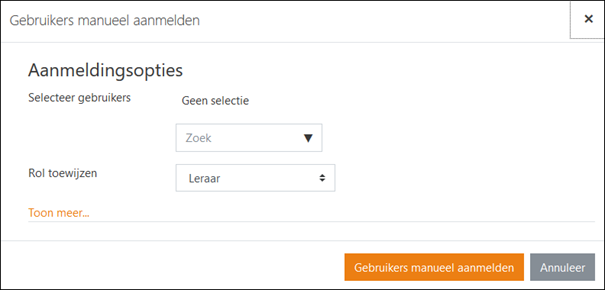 Gebruikers manueel aanmelden
Aanmeldingsopties
Selecteer gebruikers
Geen selectie
Zoek
Rol toewijzen
Leraar
Toon meer...
Gebruikers manueel aanmelden
Annuleer